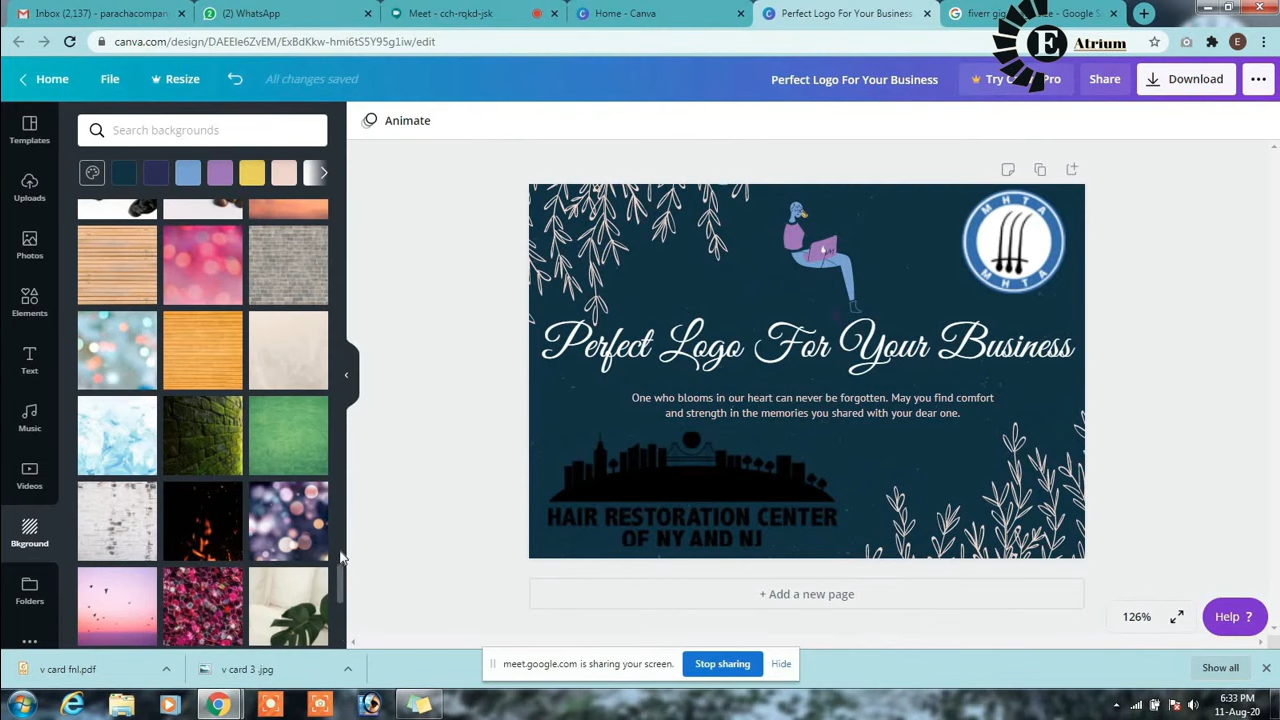 Inbox (2,137) - parachacompan
(2) WhatsApp
Meet - cch-rqkd-jsk
Home - Canva
Perfect Logo For Your Business
canva.com/design/DAEEIe6ZvEM/ExBdKkw-hmi6tS5Y95g1iw/edit
E
Atrium
E
Home
File
Resize
All changes saved
Perfect Logo For Your Business
Share
Download
Templates
Uploads
Photos
Elements
Text
Music
Videos
Bkground
Folders
Search backgrounds
Animate
MHTA
MHTA
Perfect Logo For Your Business
One who blooms in our heart can never be forgotten. May you find comfort
and strength in the memories you shared with your dear one.
HAIR RESTORATION CENTER
OF NY AND NJ
+ Add a new page
126%
Help ?
v card fnl.pdf
v card 3 .jpg
meet.google.com is sharing your screen.
Stop sharing
Hide
Show all
6:33 PM
11-Aug-20